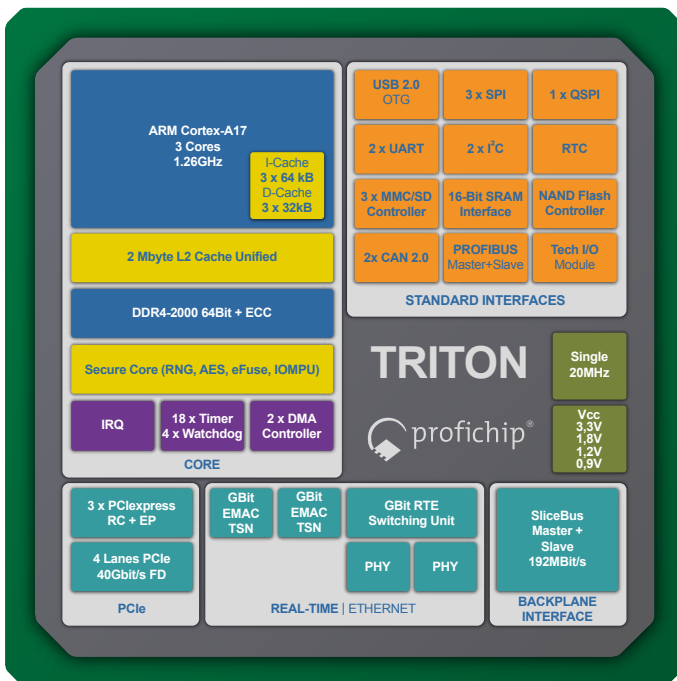 ARM Cortex-A17
3 Cores
1.26GHz
I-Cache
3 x 64 kB
D-Cache
3 x 32kB
2 Mbyte L2 Cache Unified
DDR4-2000 64Bit + ECC
Secure Core (RNG, AES, eFuse, IOMPU)
IRQ
18 x Timer
4 x Watchdog
2 x DMA
Controller
CORE
USB 2.0
OTG
3 x SPI
1 x QSPI
2 x UART
2 x I²C
RTC
3 x MMC/SD
Controller
16-Bit SRAM
Interface
NAND Flash
Controller
2x CAN 2.0
PROFIBUS
Master+Slave
Tech I/O
Module
STANDARD INTERFACES
TRITON
profichip®
Single
20MHz
Vcc
3,3V
1,8V
1,2V
0,9V
3 x PCIexpress
RC + EP
4 Lanes PCIe
40Gbit/s FD
PCIe
GBit
EMAC
TSN
GBit
EMAC
TSN
GBit RTE
Switching Unit
PHY
PHY
REAL-TIME | ETHERNET
SliceBus
Master +
Slave
192MBit/s
BACKPLANE
INTERFACE